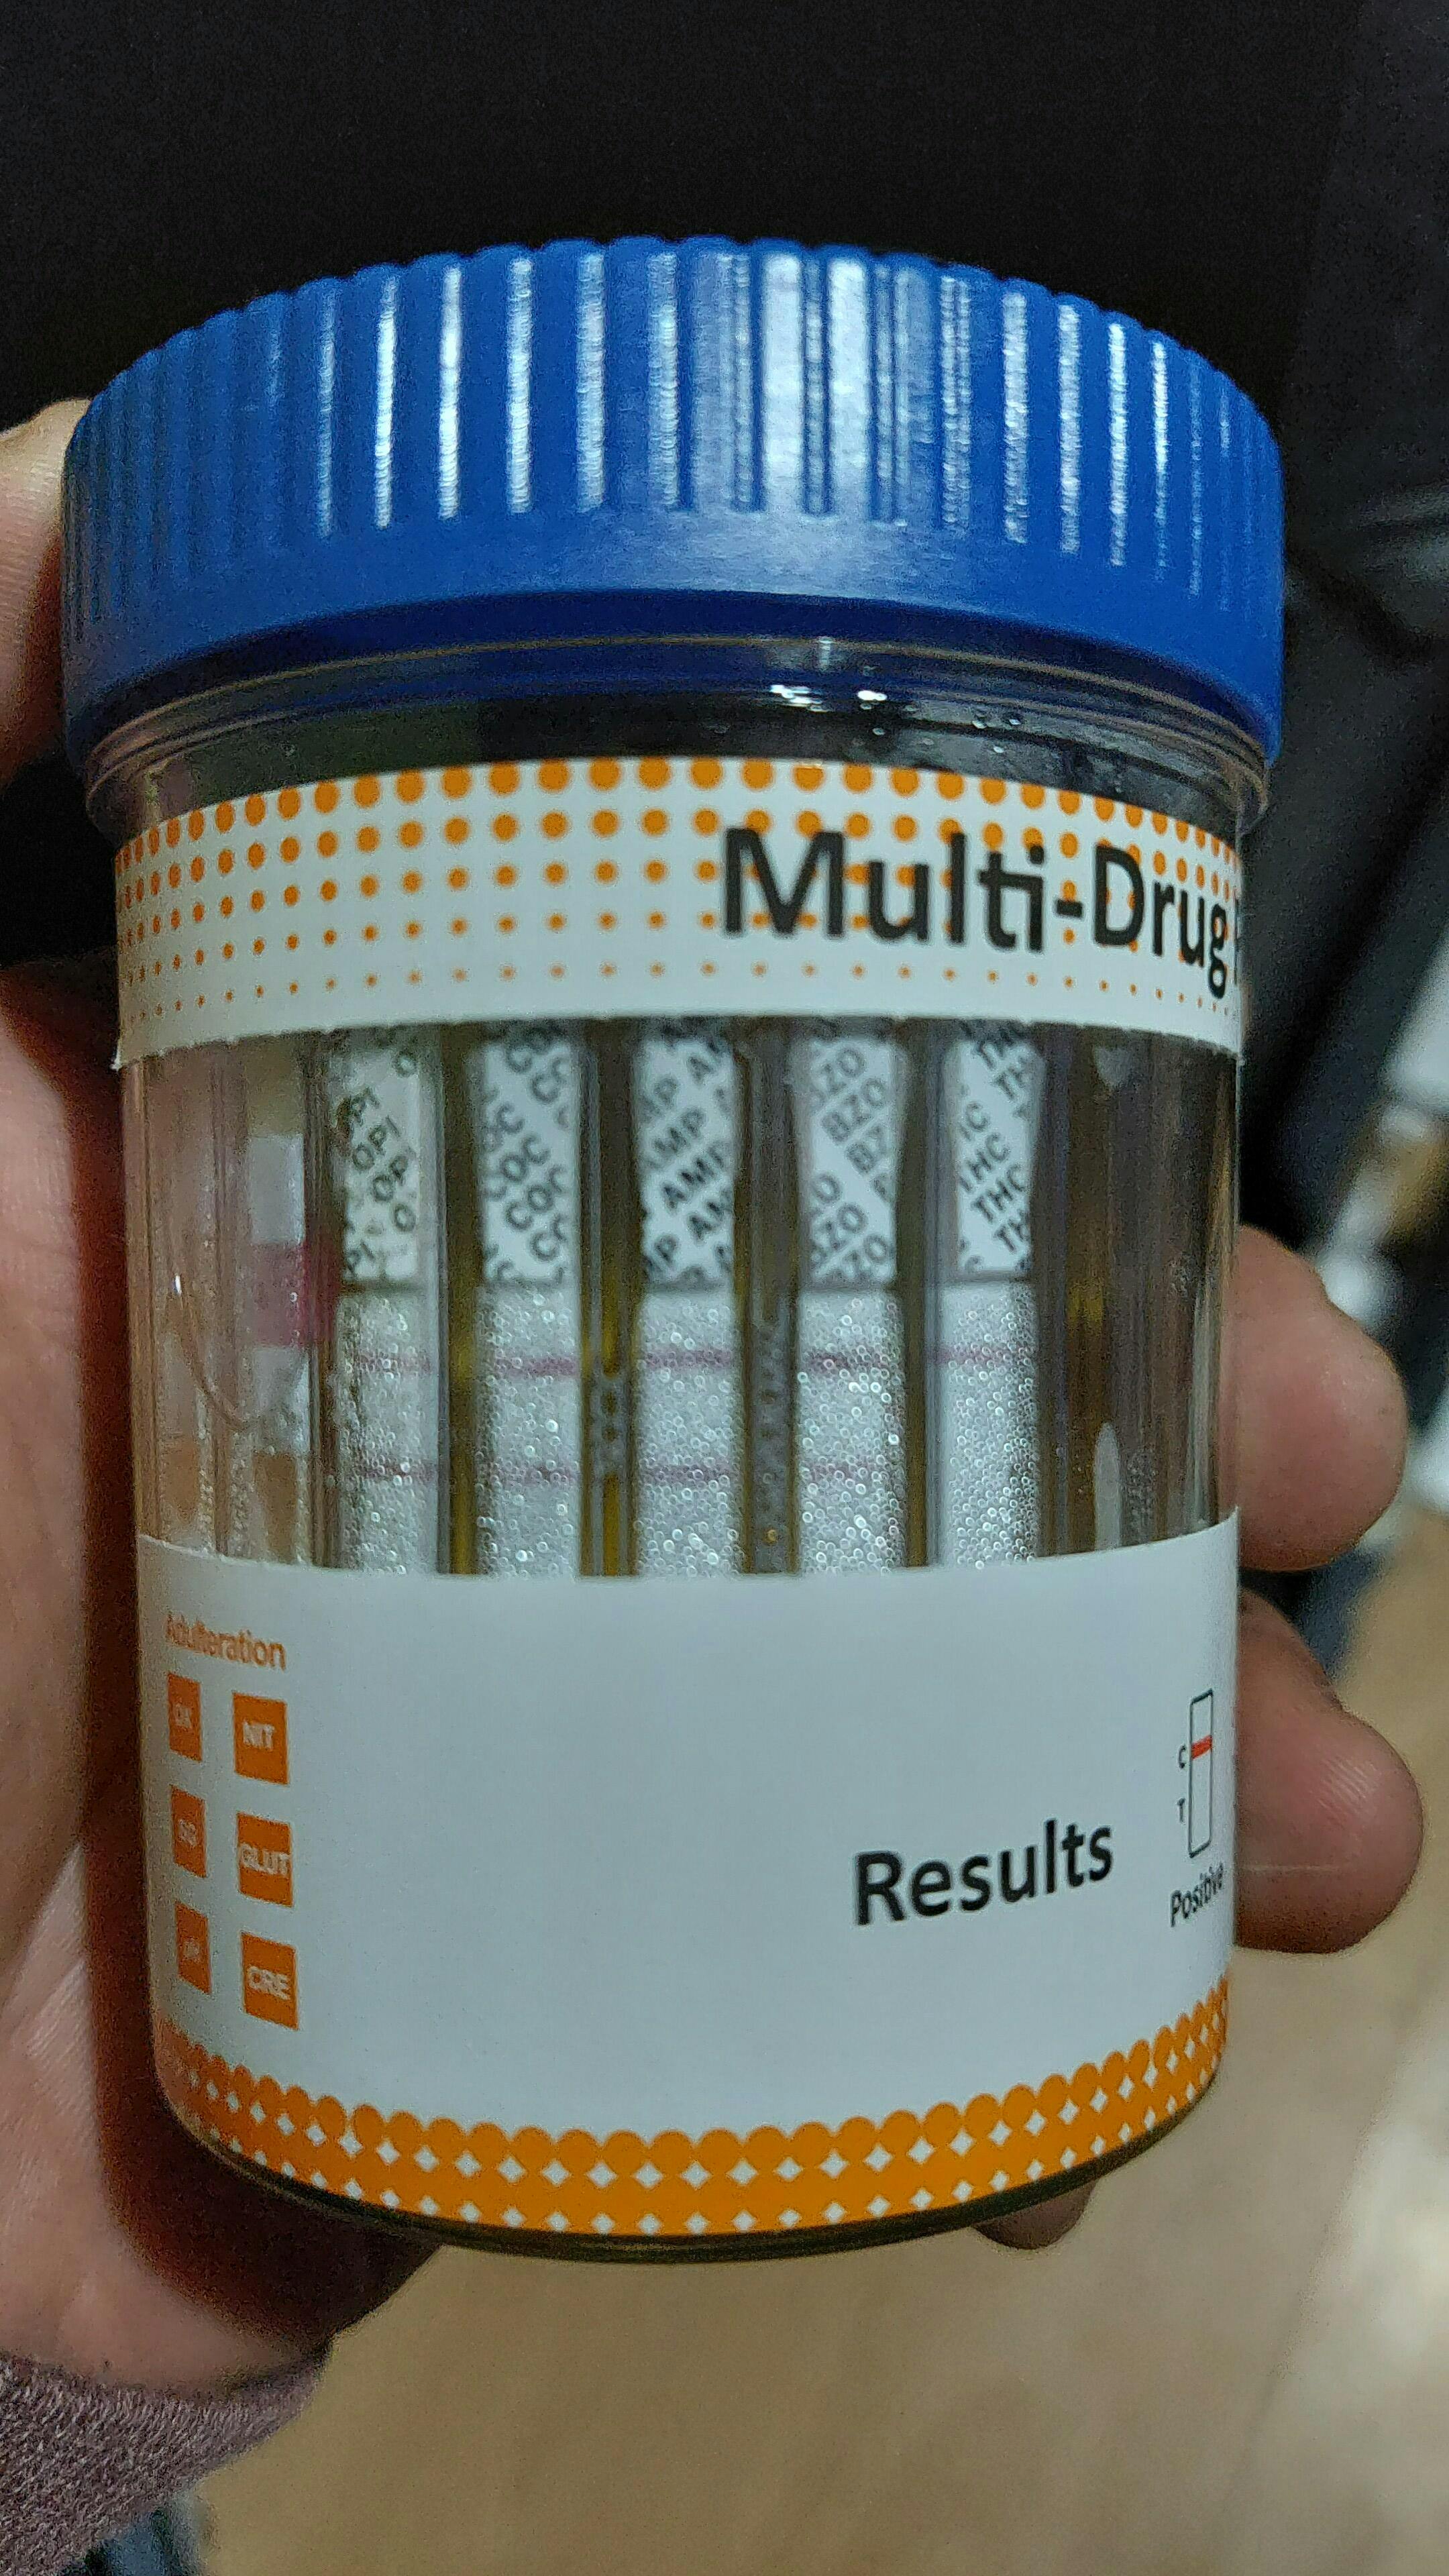 Multi-Drug
OPI
COC
AMP
BZO
THC
Adulteration
OX NIT
SG GLUT
pH CRE
C
T
Results
Positive